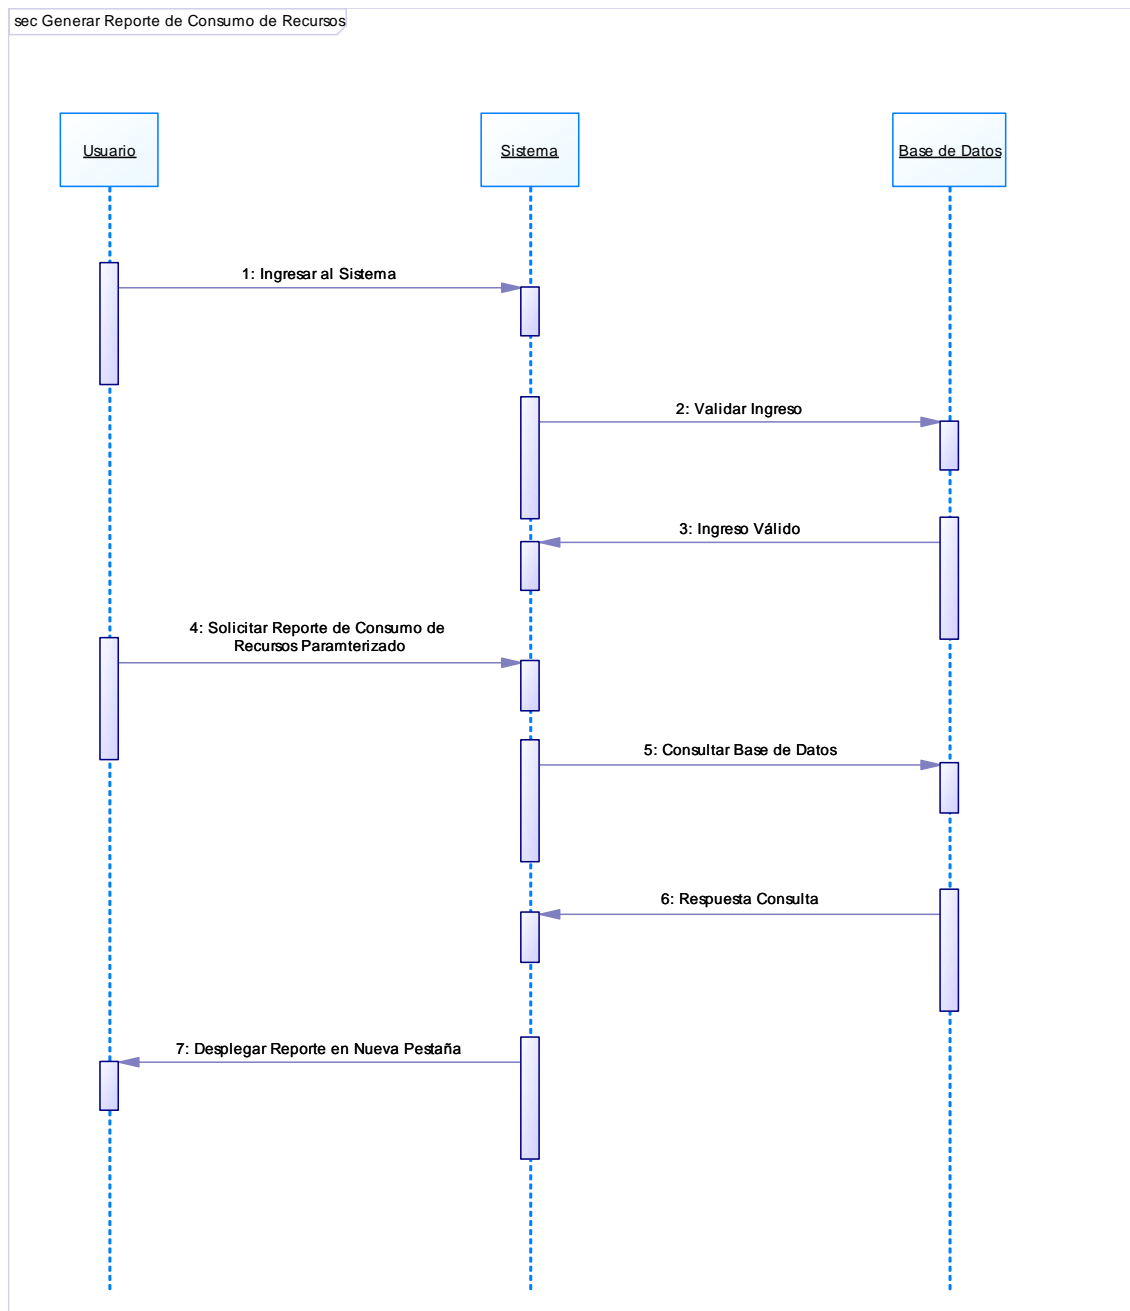 sec Generar Reporte de Consumo de Recursos
Usuario
Sistema
Base de Datos
1: Ingresar al Sistema
2: Validar Ingreso
3: Ingreso Válido
4: Solicitar Reporte de Consumo de
Recursos Paramterizado
5: Consultar Base de Datos
6: Respuesta Consulta
7: Desplegar Reporte en Nueva Pestaña